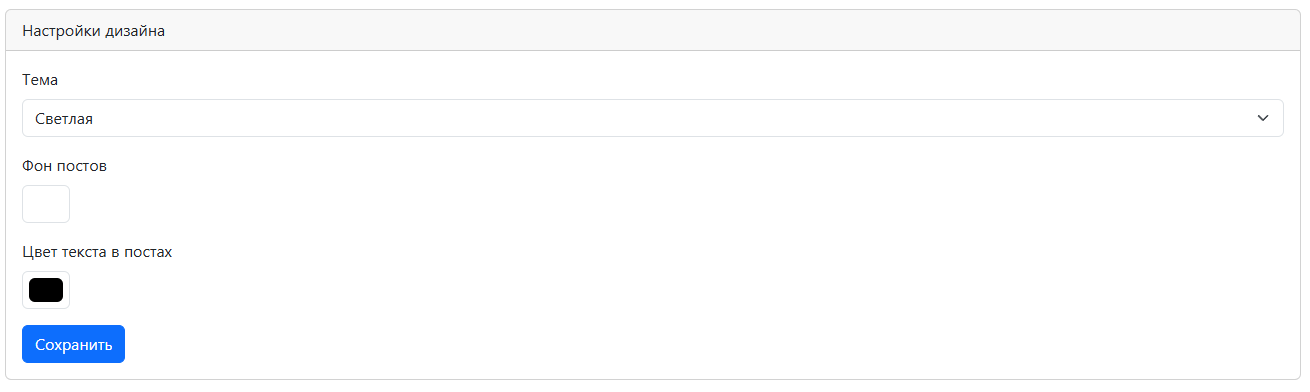 Настройки дизайна
Тема
Светлая
Фон постов
Цвет текста в постах
Сохранить